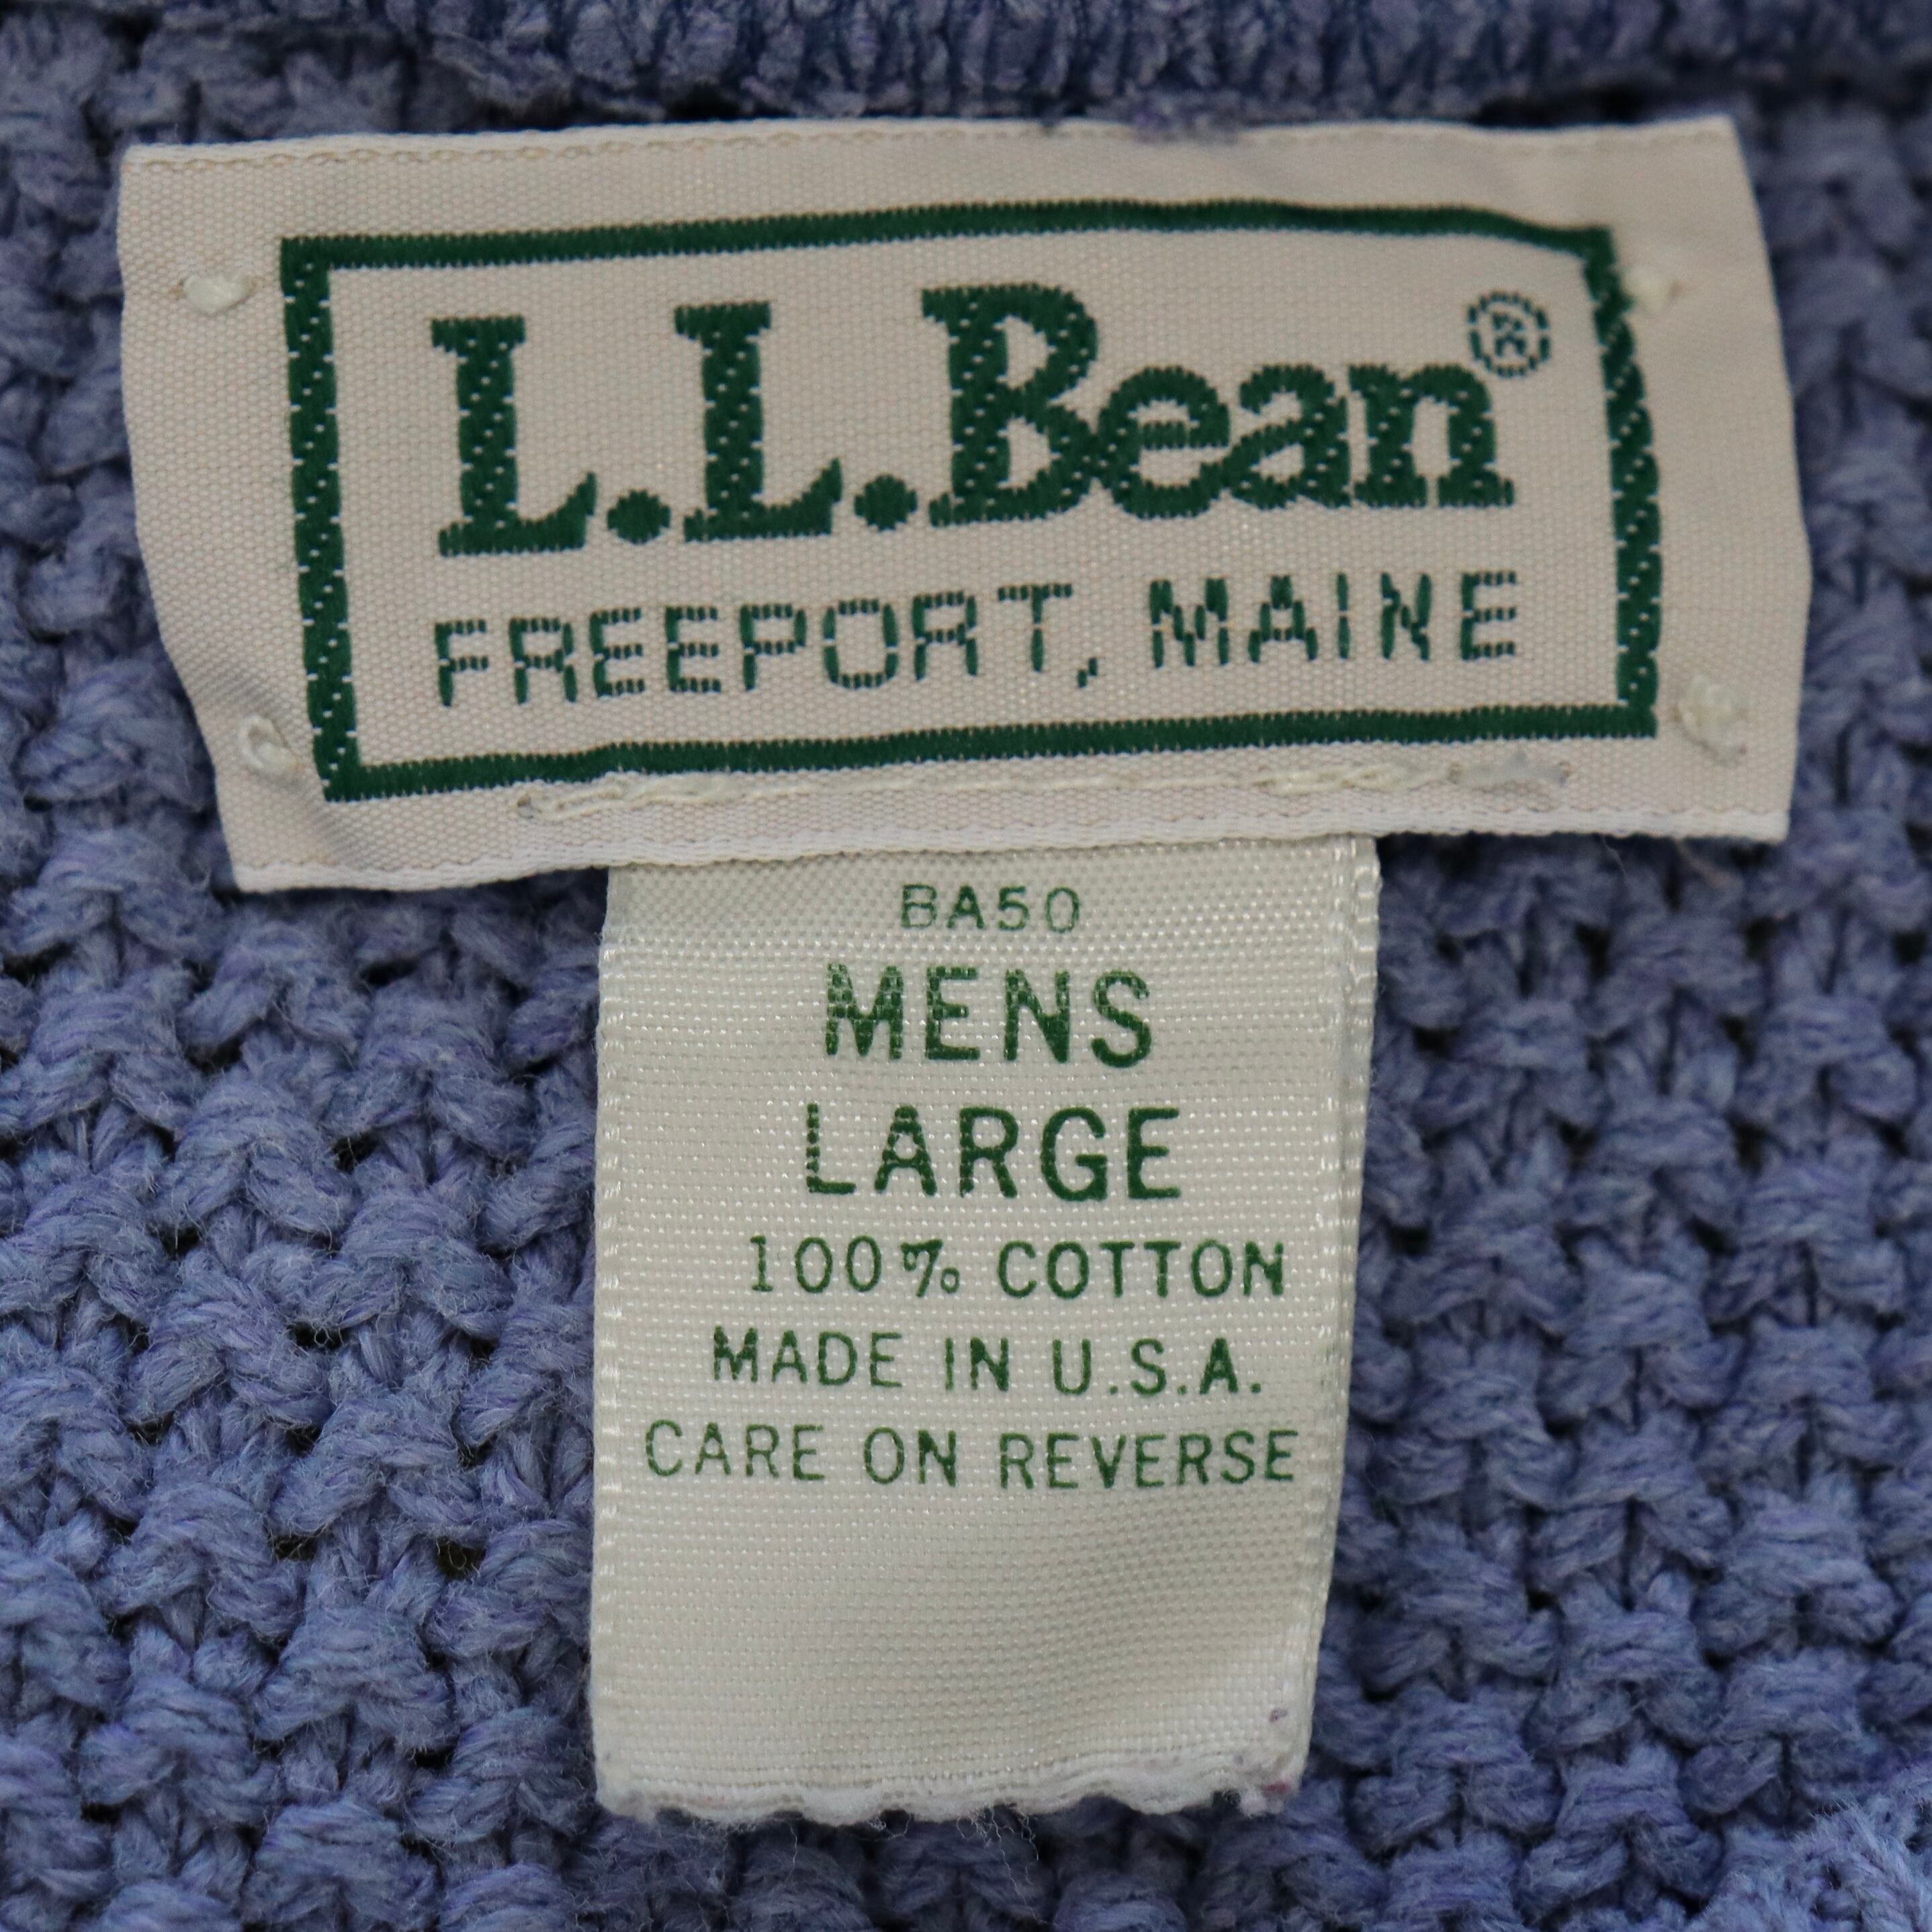 L.L.Bean®
FREEPORT, MAINE
BA50
MENS
LARGE
100% COTTON
MADE IN U.S.A.
CARE ON REVERSE